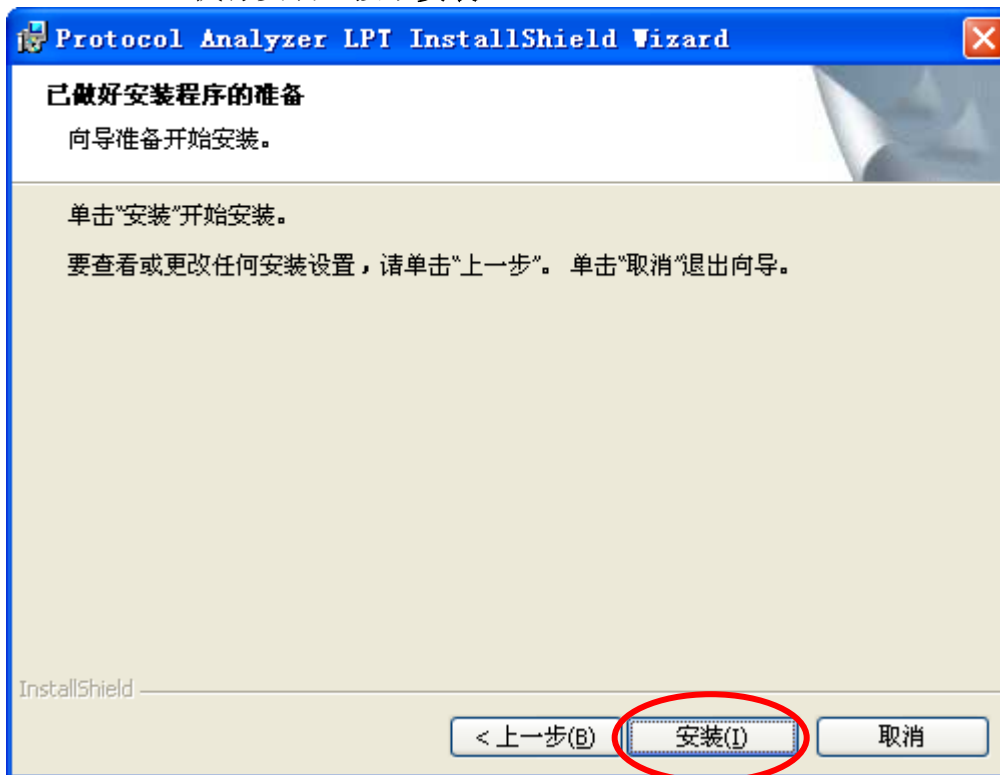 Protocol Analyzer LPT InstallShield Wizard
已做好安装程序的准备
向导准备开始安装。
单击“安装”开始安装。
要查看或更改任何安装设置，请单击“上一步”。 单击“取消”退出向导。
InstallShield
<上一步(B) 安装(I) 取消